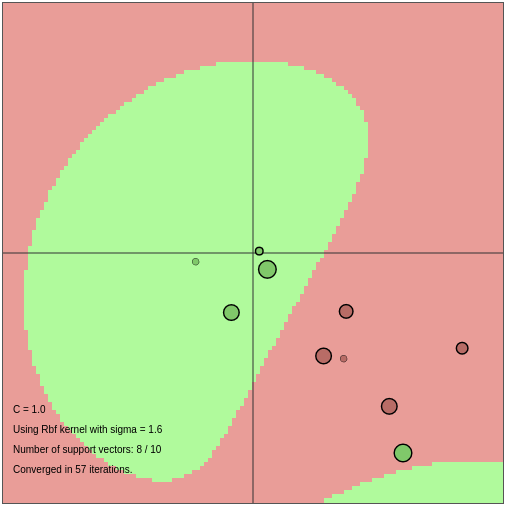 C = 1.0
Using Rbf kernel with sigma = 1.6
Number of support vectors: 8 / 10
Converged in 57 iterations.